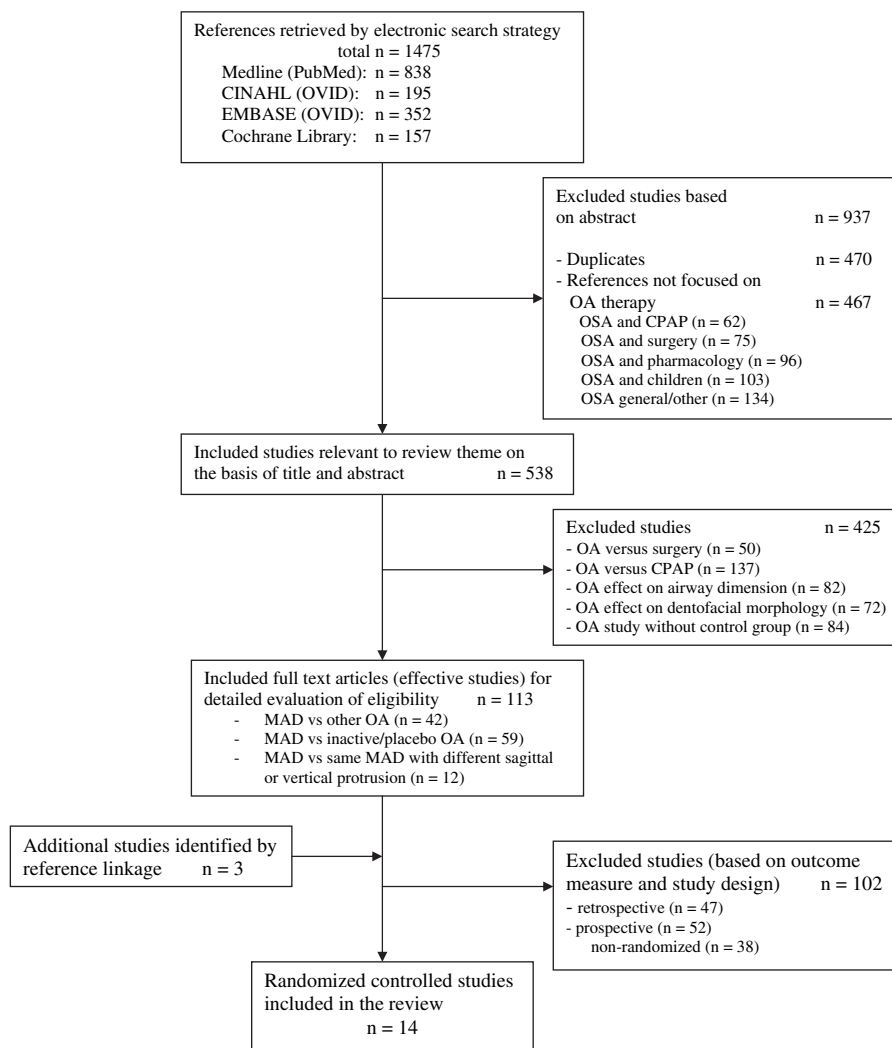 References retrieved by electronic search strategy
total n = 1475
Medline (PubMed): n = 838
CINAHL (OVID): n = 195
EMBASE (OVID): n = 352
Cochrane Library: n = 157
Excluded studies based
on abstract n = 937
- Duplicates n = 470
- References not focused on
OA therapy n = 467
OSA and CPAP (n = 62)
OSA and surgery (n = 75)
OSA and pharmacology (n = 96)
OSA and children (n = 103)
OSA general/other (n = 134)
Included studies relevant to review theme on
the basis of title and abstract n = 538
Excluded studies n = 425
- OA versus surgery (n = 50)
- OA versus CPAP (n = 137)
- OA effect on airway dimension (n = 82)
- OA effect on dentofacial morphology (n = 72)
- OA study without control group (n = 84)
Included full text articles (effective studies) for
detailed evaluation of eligibility n = 113
- MAD vs other OA (n = 42)
- MAD vs inactive/placebo OA (n = 59)
- MAD vs same MAD with different sagittal
or vertical protrusion (n = 12)
Additional studies identified by
reference linkage n = 3
Excluded studies (based on outcome
measure and study design) n = 102
- retrospective (n = 47)
- prospective (n = 52)
non-randomized (n = 38)
Randomized controlled studies
included in the review
n = 14